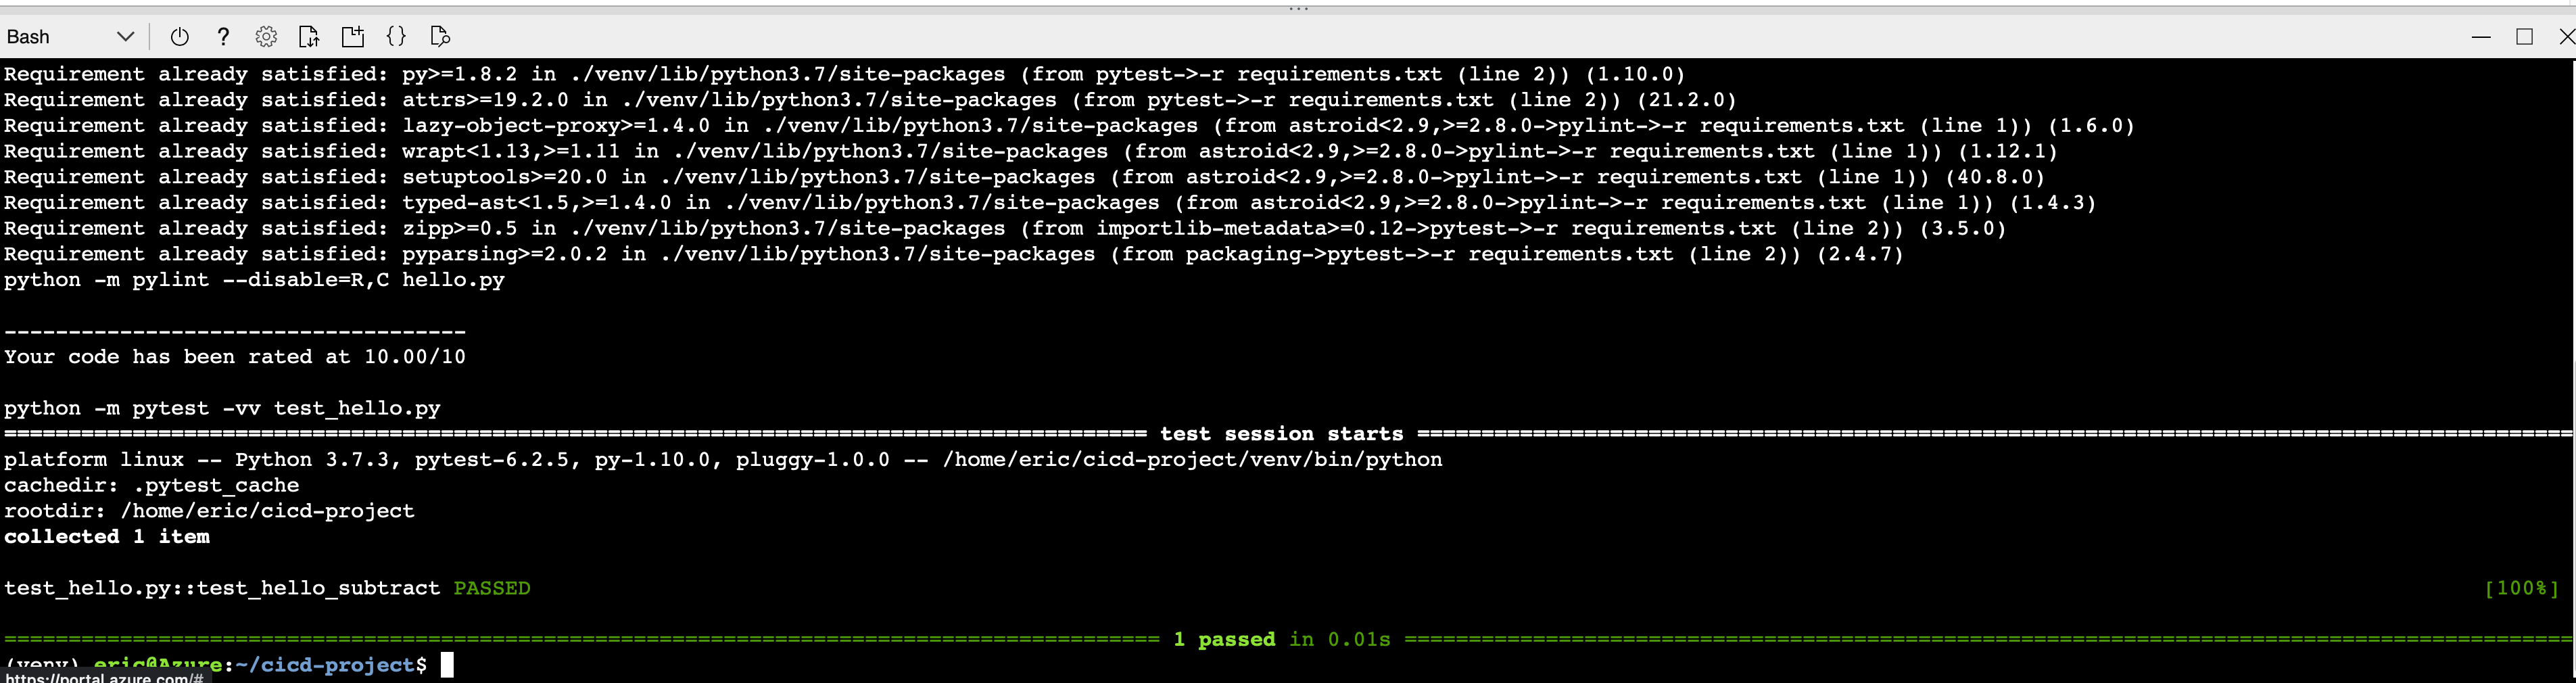 Bash
Requirement already satisfied: py>=1.8.2 in ./venv/lib/python3.7/site-packages (from pytest->-r requirements.txt (line 2)) (1.10.0)
Requirement already satisfied: attrs>=19.2.0 in ./venv/lib/python3.7/site-packages (from pytest->-r requirements.txt (line 2)) (21.2.0)
Requirement already satisfied: lazy-object-proxy>=1.4.0 in ./venv/lib/python3.7/site-packages (from astroid<2.9,>=2.8.0->pylint->-r requirements.txt (line 1)) (1.6.0)
Requirement already satisfied: wrapt<1.13,>=1.11 in ./venv/lib/python3.7/site-packages (from astroid<2.9,>=2.8.0->pylint->-r requirements.txt (line 1)) (1.12.1)
Requirement already satisfied: setuptools>=20.0 in ./venv/lib/python3.7/site-packages (from astroid<2.9,>=2.8.0->pylint->-r requirements.txt (line 1)) (40.8.0)
Requirement already satisfied: typed-ast<1.5,>=1.4.0 in ./venv/lib/python3.7/site-packages (from astroid<2.9,>=2.8.0->pylint->-r requirements.txt (line 1)) (1.4.3)
Requirement already satisfied: zipp>=0.5 in ./venv/lib/python3.7/site-packages (from importlib-metadata>=0.12->pytest->-r requirements.txt (line 2)) (3.5.0)
Requirement already satisfied: pyparsing>=2.0.2 in ./venv/lib/python3.7/site-packages (from packaging->pytest->-r requirements.txt (line 2)) (2.4.7)
python -m pylint --disable=R,C hello.py
------------------------------------
Your code has been rated at 10.00/10
python -m pytest -vv test_hello.py
========================================================================================= test session starts ==========================================================================================
platform linux -- Python 3.7.3, pytest-6.2.5, py-1.10.0, pluggy-1.0.0 -- /home/eric/cicd-project/venv/bin/python
cachedir: .pytest_cache
rootdir: /home/eric/cicd-project
collected 1 item
test_hello.py::test_hello_subtract PASSED [100%]
========================================================================================== 1 passed in 0.01s ===========================================================================================
(venv) eric@Azure:~/cicd-project$
https://portal.azure.com/#